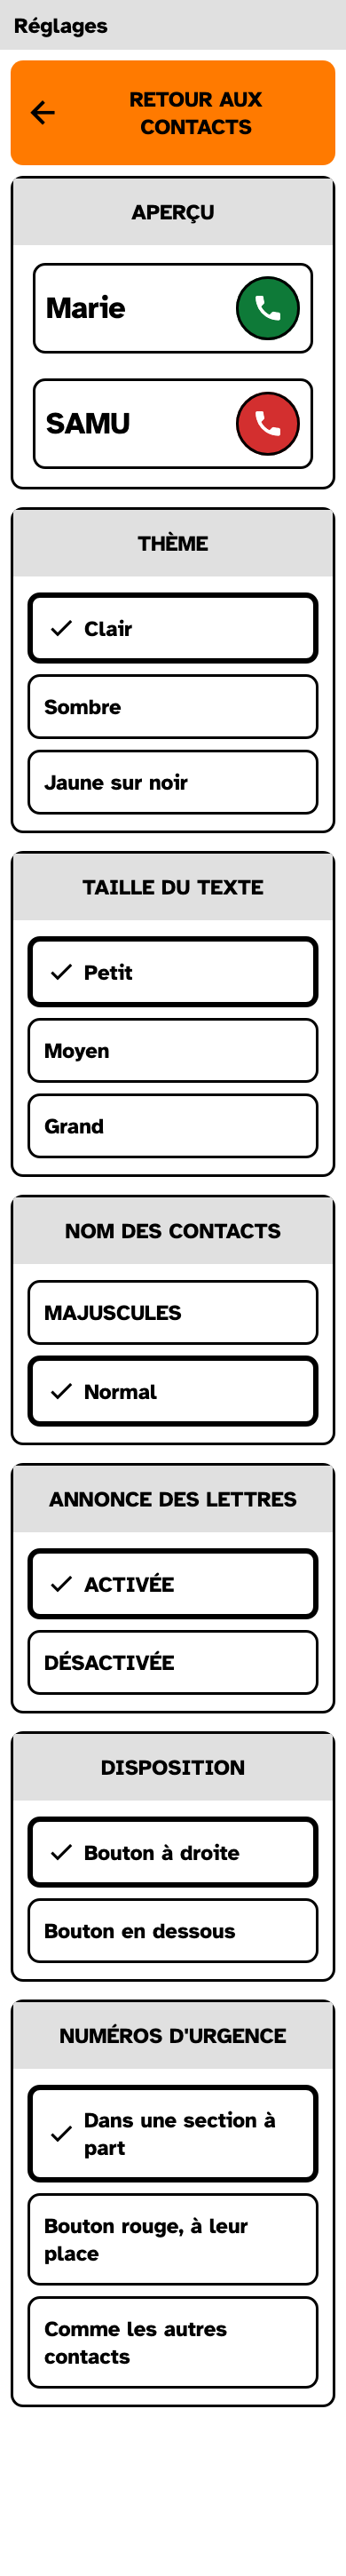 Réglages
RETOUR AUX
CONTACTS
APERÇU
Marie
SAMU
THÈME
Clair
Sombre
Jaune sur noir
TAILLE DU TEXTE
Petit
Moyen
Grand
NOM DES CONTACTS
MAJUSCULES
Normal
ANNONCE DES LETTRES
ACTIVÉE
DÉSACTIVÉE
DISPOSITION
Bouton à droite
Bouton en dessous
NUMÉROS D'URGENCE
Dans une section à
part
Bouton rouge, à leur
place
Comme les autres
contacts